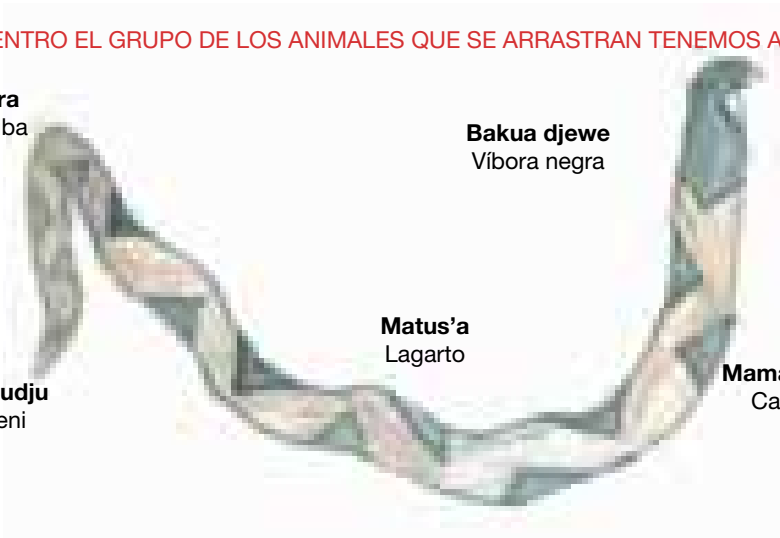 ENTRO EL GRUPO DE LOS ANIMALES QUE SE ARRASTRAN TENEMOS A
ra
ba
Bakua djewe
Víbora negra
Matus'a
Lagarto
udju
eni
Mama
Ca